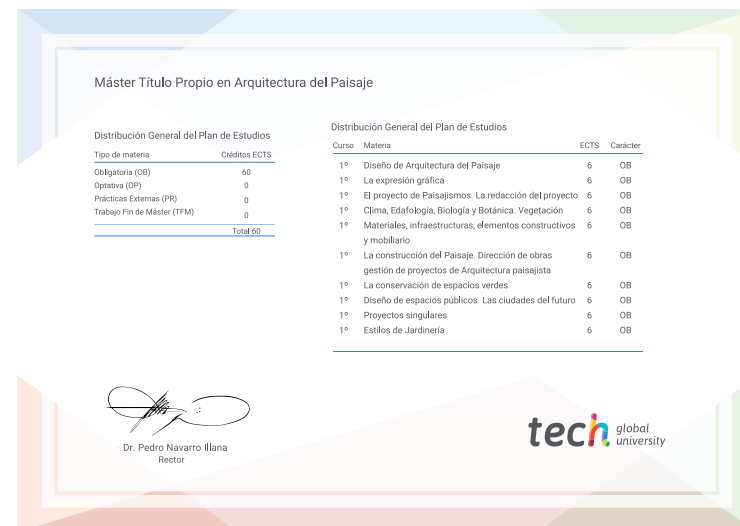 Máster Título Propio en Arquitectura del Paisaje
Distribución General del Plan de Estudios
Tipo de materia Créditos ECTS
Obligatoria (OB) 60
Optativa (OP) 0
Prácticas Externas (PR) 0
Trabajo Fin de Máster (TFM) 0
Total 60
Distribución General del Plan de Estudios
Curso Materia ECTS Carácter
1º Diseño de Arquitectura del Paisaje 6 OB
1º La expresión gráfica 6 OB
1º El proyecto de Paisajismos. La redacción del proyecto 6 OB
1º Clima, Edafología, Biología y Botánica. Vegetación 6 OB
1º Materiales, infraestructuras, elementos constructivos 6 OB
y mobiliario
1º La construcción del Paisaje. Dirección de obras 6 OB
gestión de proyectos de Arquitectura paisajista
1º La conservación de espacios verdes 6 OB
1º Diseño de espacios públicos. Las ciudades del futuro 6 OB
1º Proyectos singulares 6 OB
1º Estilos de Jardinería 6 OB
Dr. Pedro Navarro Illana
Rector
tech global
university